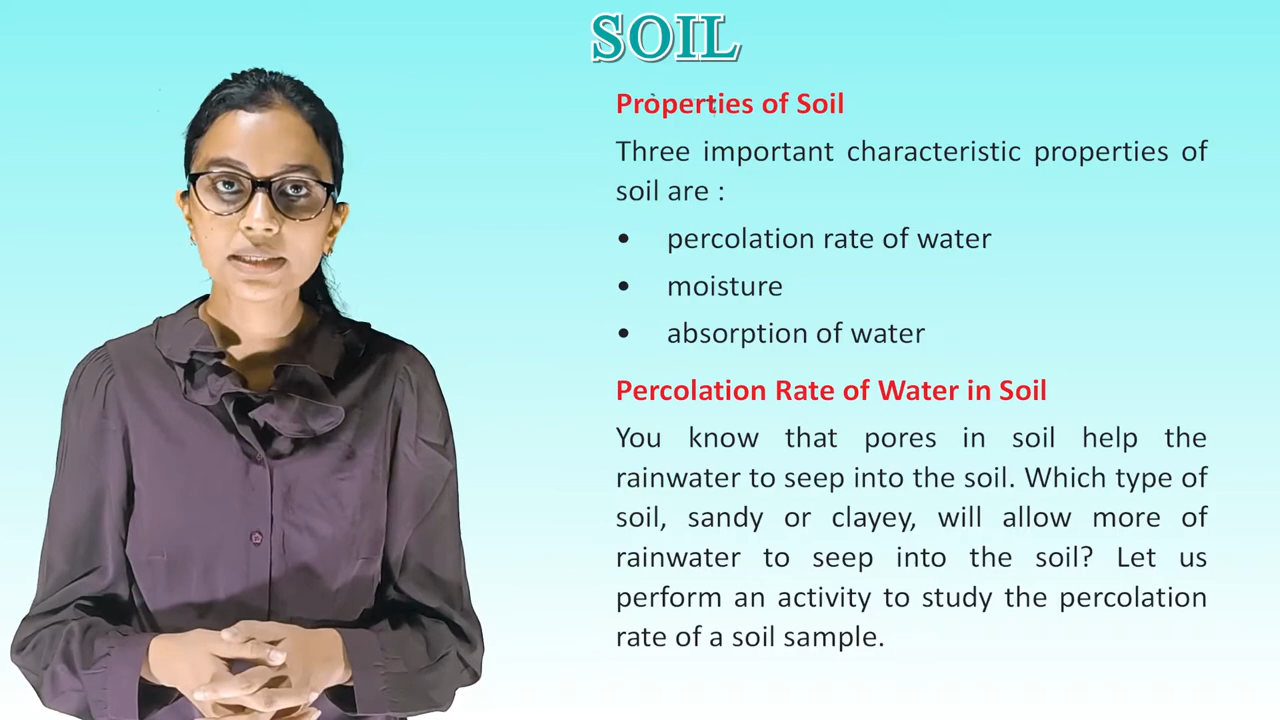 SOIL
Properties of Soil
Three important characteristic properties of
soil are :
• percolation rate of water
• moisture
• absorption of water
Percolation Rate of Water in Soil
You know that pores in soil help the
rainwater to seep into the soil. Which type of
soil, sandy or clayey, will allow more of
rainwater to seep into the soil? Let us
perform an activity to study the percolation
rate of a soil sample.